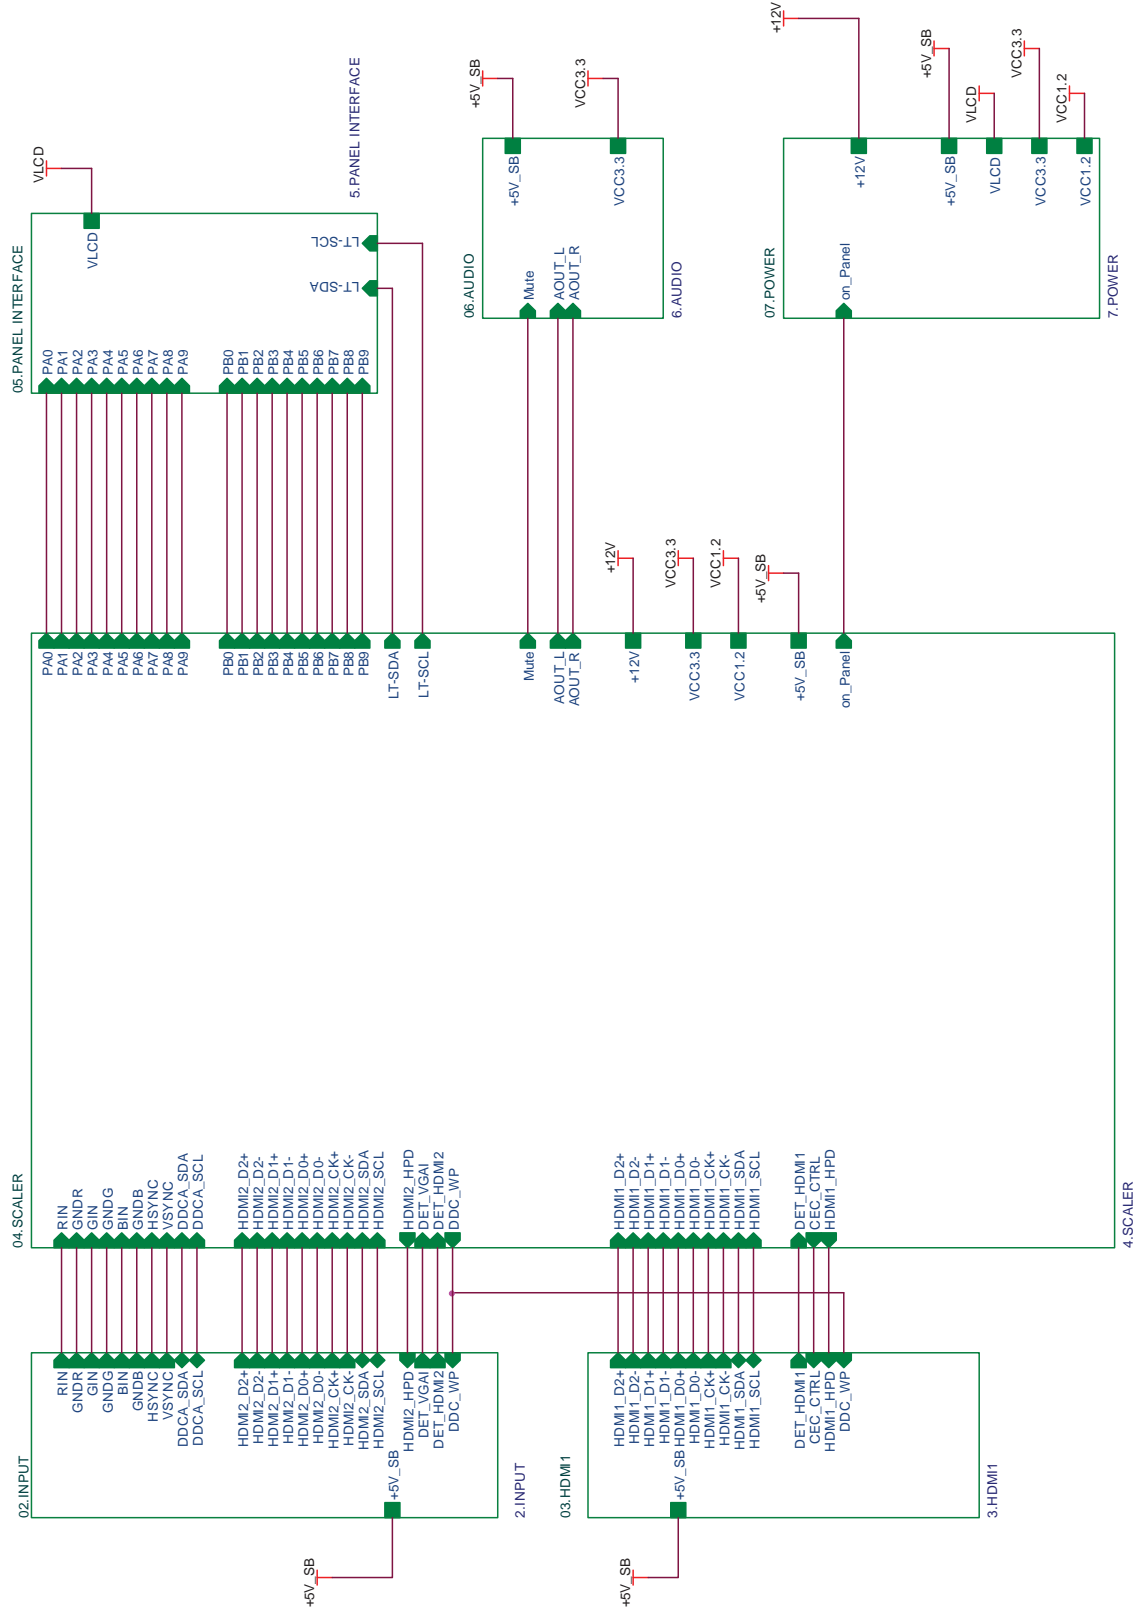 02.INPUT
RIN
GNDR
GIN
GNDG
BIN
GNDB
HSYNC
VSYNC
DDCA_SDA
DDCA_SCL
HDMI2_D2+
HDMI2_D2-
HDMI2_D1+
HDMI2_D1-
HDMI2_D0+
HDMI2_D0-
HDMI2_CK+
HDMI2_CK-
HDMI2_SDA
HDMI2_SCL
HDMI2_HPD
DET_VGAI
DET_HDMI2
DDC_WP
+5V_SB
+5V_SB
2.INPUT
03.HDMI1
HDMI1_D2+
HDMI1_D2-
HDMI1_D1+
HDMI1_D1-
HDMI1_D0+
HDMI1_D0-
HDMI1_CK+
HDMI1_CK-
HDMI1_SDA
HDMI1_SCL
DET_HDMI1
CEC_CTRL
HDMI1_HPD
DDC_WP
+5V_SB
+5V_SB
3.HDMI1
04.SCALER
RIN
GNDR
GIN
GNDG
BIN
GNDB
HSYNC
VSYNC
DDCA_SDA
DDCA_SCL
HDMI2_D2+
HDMI2_D2-
HDMI2_D1+
HDMI2_D1-
HDMI2_D0+
HDMI2_D0-
HDMI2_CK+
HDMI2_CK-
HDMI2_SDA
HDMI2_SCL
HDMI2_HPD
DET_VGAI
DET_HDMI2
DDC_WP
HDMI1_D2+
HDMI1_D2-
HDMI1_D1+
HDMI1_D1-
HDMI1_D0+
HDMI1_D0-
HDMI1_CK+
HDMI1_CK-
HDMI1_SDA
HDMI1_SCL
DET_HDMI1
CEC_CTRL
HDMI1_HPD
PA0
PA1
PA2
PA3
PA4
PA5
PA6
PA7
PA8
PA9
PB0
PB1
PB2
PB3
PB4
PB5
PB6
PB7
PB8
PB9
LT-SDA
LT-SCL
Mute
AOUT_L
AOUT_R
+12V
VCC3.3
VCC1.2
+5V_SB
on_Panel
+12V
VCC3.3
VCC1.2
+5V_SB
4.SCALER
05.PANEL INTERFACE
PA0
PA1
PA2
PA3
PA4
PA5
PA6
PA7
PA8
PA9
PB0
PB1
PB2
PB3
PB4
PB5
PB6
PB7
PB8
PB9
LT-SDA
LT-SCL
VLCD
VLCD
5.PANEL INTERFACE
06.AUDIO
Mute
AOUT_L
AOUT_R
+5V_SB
VCC3.3
+5V_SB
VCC3.3
6.AUDIO
07.POWER
on_Panel
+12V
+5V_SB
VLCD
VCC3.3
VCC1.2
+12V
+5V_SB
VLCD
VCC3.3
VCC1.2
7.POWER